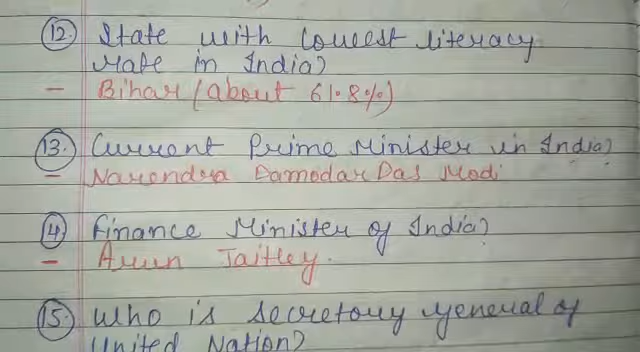 12. State with lowest literacy
rate in India?
- Bihar (about 61.8%)
13. Current Prime Minister in India?
- Narendra Damodar Das Modi
14. Finance Minister of India?
- Arun Jaitley.
15. Who is secretory general of
United Nation?